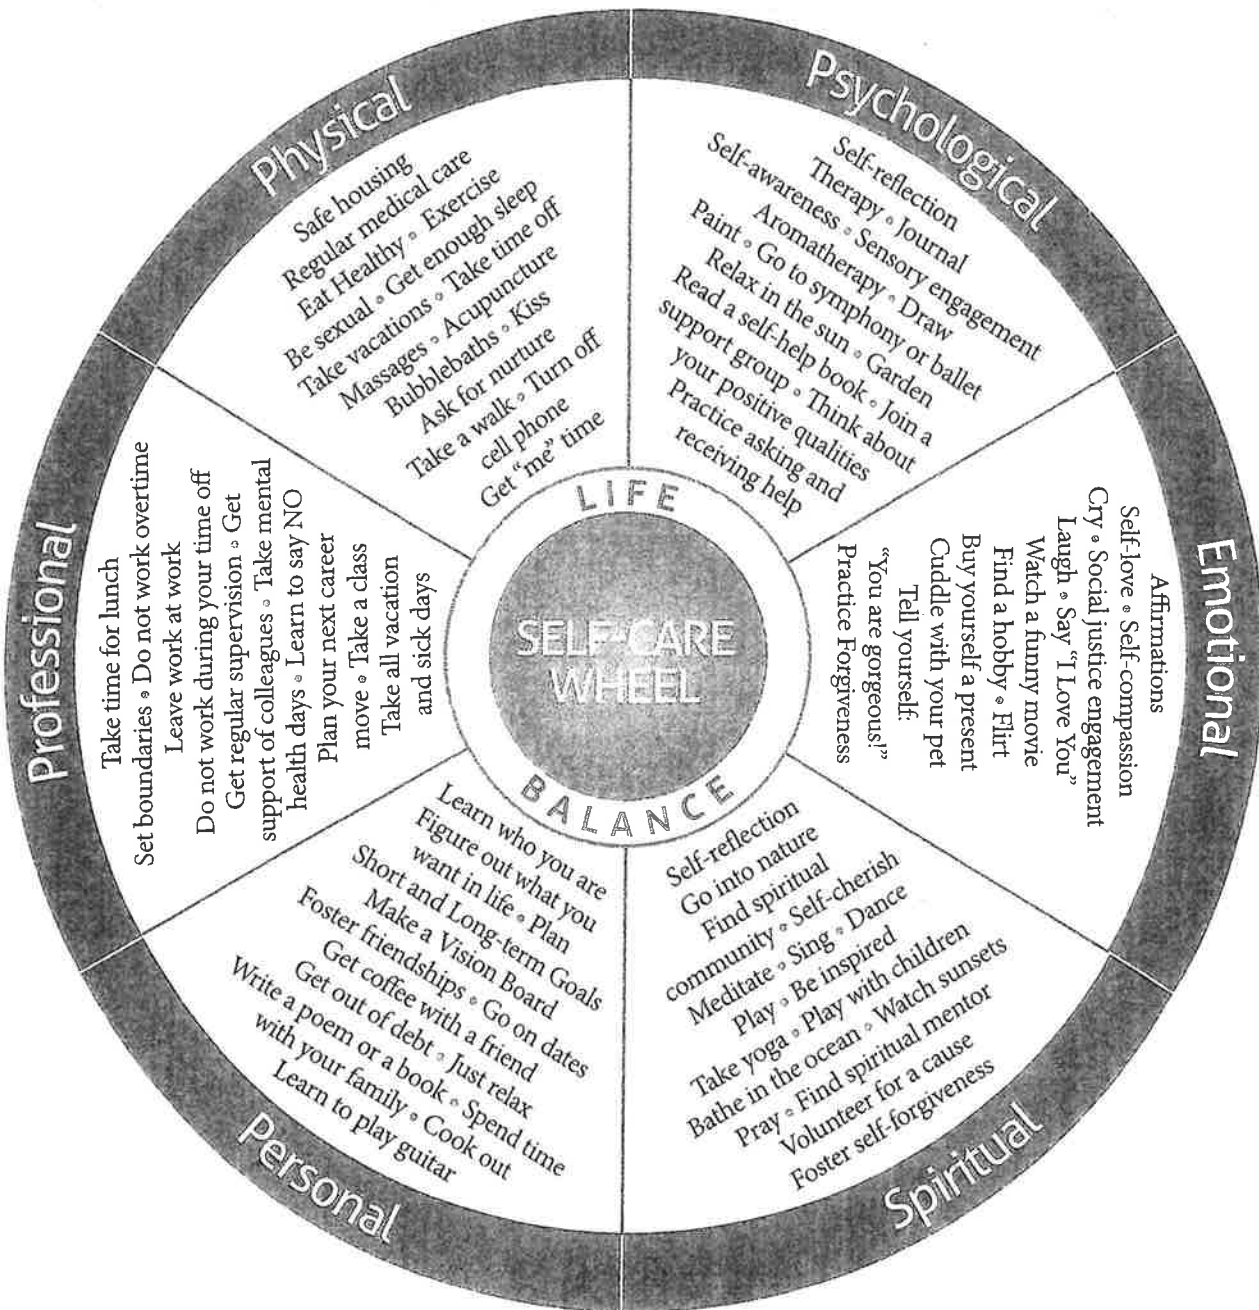 Physical
Safe housing
Regular medical care
Eat Healthy • Exercise
Be sexual • Get enough sleep
Take vacations • Take time off
Massages • Acupuncture
Bubblebaths • Kiss
Ask for nurture
Take a walk • Turn off
cell phone
Get "me" time
Psychological
Self-reflection
Therapy • Journal
Self-awareness • Sensory engagement
Aromatherapy • Draw
Paint • Go to symphony or ballet
Relax in the sun • Garden
Read a self-help book • Join a
support group • Think about
your positive qualities
Practice asking and
receiving help
Emotional
Affirmations
Self-love • Self-compassion
Cry • Social justice engagement
Laugh • Say "I Love You"
Watch a funny movie
Find a hobby • Flirt
Buy yourself a present
Cuddle with your pet
Tell yourself:
"You are gorgeous!"
Practice Forgiveness
Spiritual
Self-reflection
Go into nature
Find spiritual
community • Self-cherish
Meditate • Sing • Dance
Play • Be inspired
Take yoga • Play with children
Bathe in the ocean • Watch sunsets
Pray • Find spiritual mentor
Volunteer for a cause
Foster self-forgiveness
Personal
Learn who you are
Figure out what you
want in life • Plan
Short and Long-term Goals
Make a Vision Board
Foster friendships • Go on dates
Get coffee with a friend
Get out of debt • Just relax
Write a poem or a book • Spend time
with your family • Cook out
Learn to play guitar
Professional
Take time for lunch
Set boundaries • Do not work overtime
Leave work at work
Do not work during your time off
Get regular supervision • Get
support of colleagues • Take mental
health days • Learn to say NO
Plan your next career
move • Take a class
Take all vacation
and sick days
LIFE
SELF-CARE
WHEEL
BALANCE